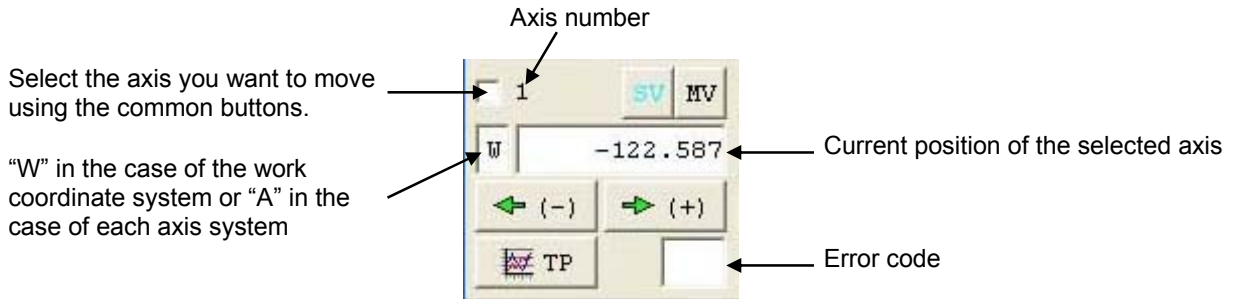 Axis number
Select the axis you want to move
using the common buttons.
1 SV MV
“W” in the case of the work
coordinate system or “A” in the
case of each axis system
W -122.587
Current position of the selected axis
(-) (+)
TP
Error code